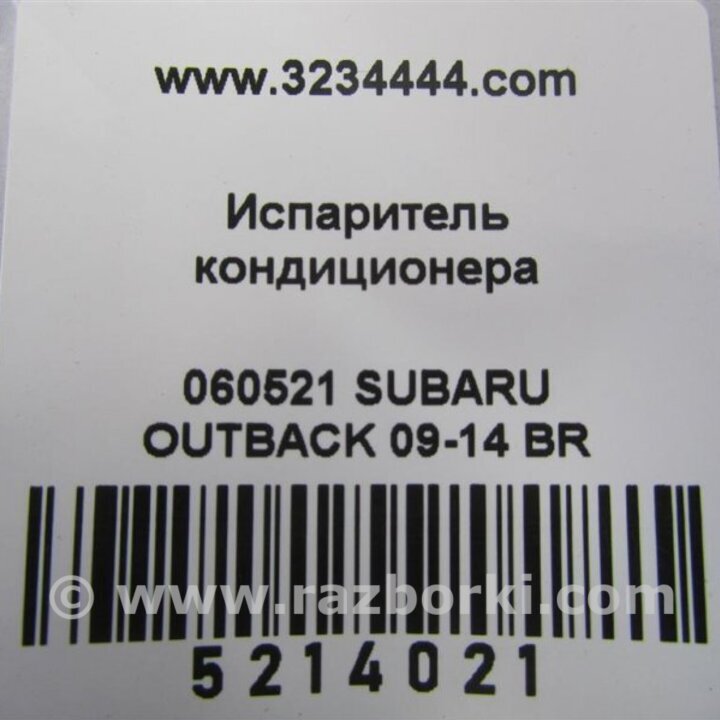 www.3234444.com
Испаритель
кондиционера
060521 SUBARU
OUTBACK 09-14 BR
© www.razborki.com
5214021